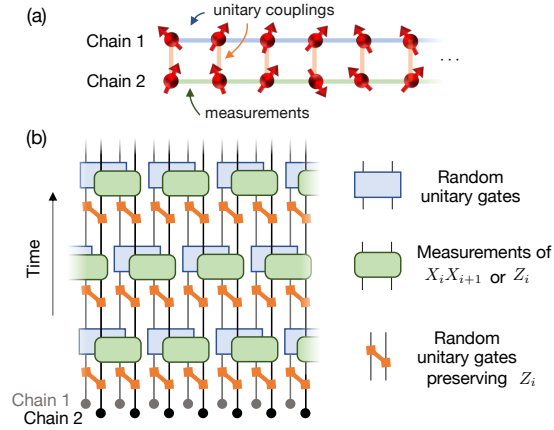 (a)
unitary couplings
Chain 1
Chain 2
...
measurements
(b)
Time
Chain 1
Chain 2
Random
unitary gates
Measurements of
X_i X_{i+1} or Z_i
Random
unitary gates
preserving Z_i